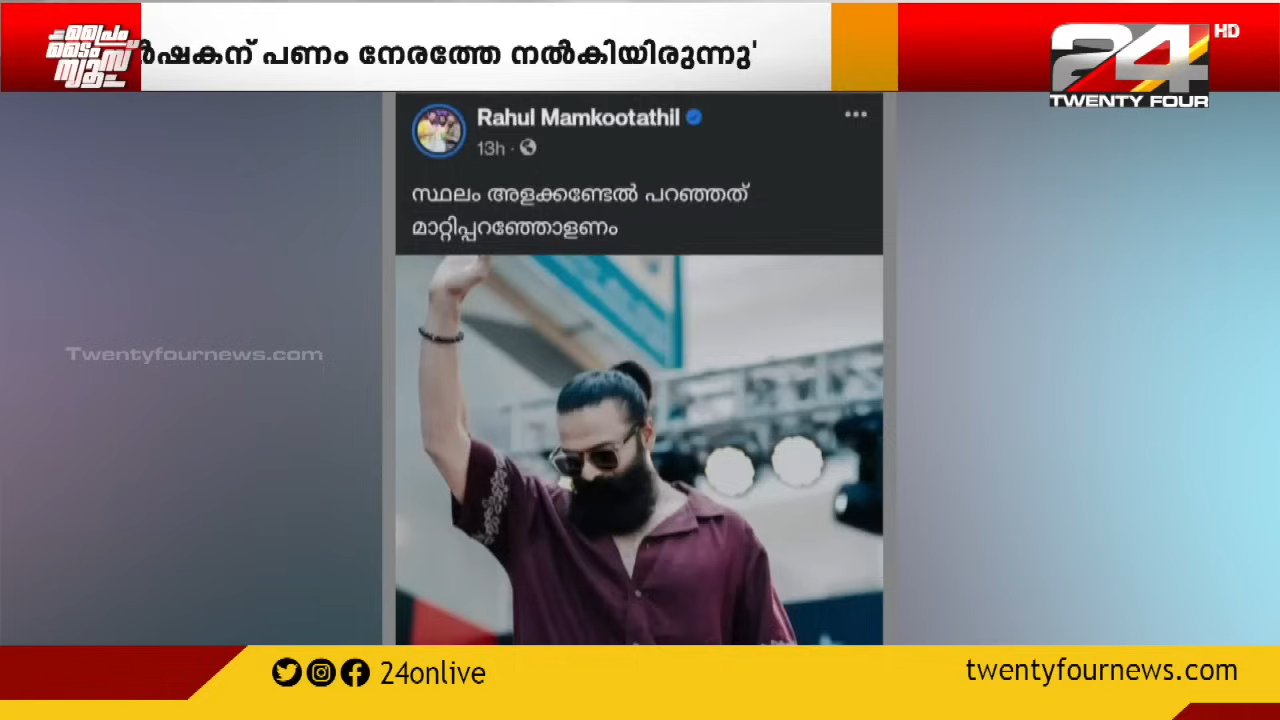 പ്രൈം
ടൈം
ന്യൂസ്
ർഷകന് പണം നേരത്തേ നൽകിയിരുന്നു'
24 HD
TWENTY FOUR
Rahul Mamkootathil
13h ·
സ്ഥലം അളക്കണ്ടേൽ പറഞ്ഞത്
മാറ്റിപ്പറഞ്ഞോളണം
Twentyfournews.com
24onlive
twentyfournews.com